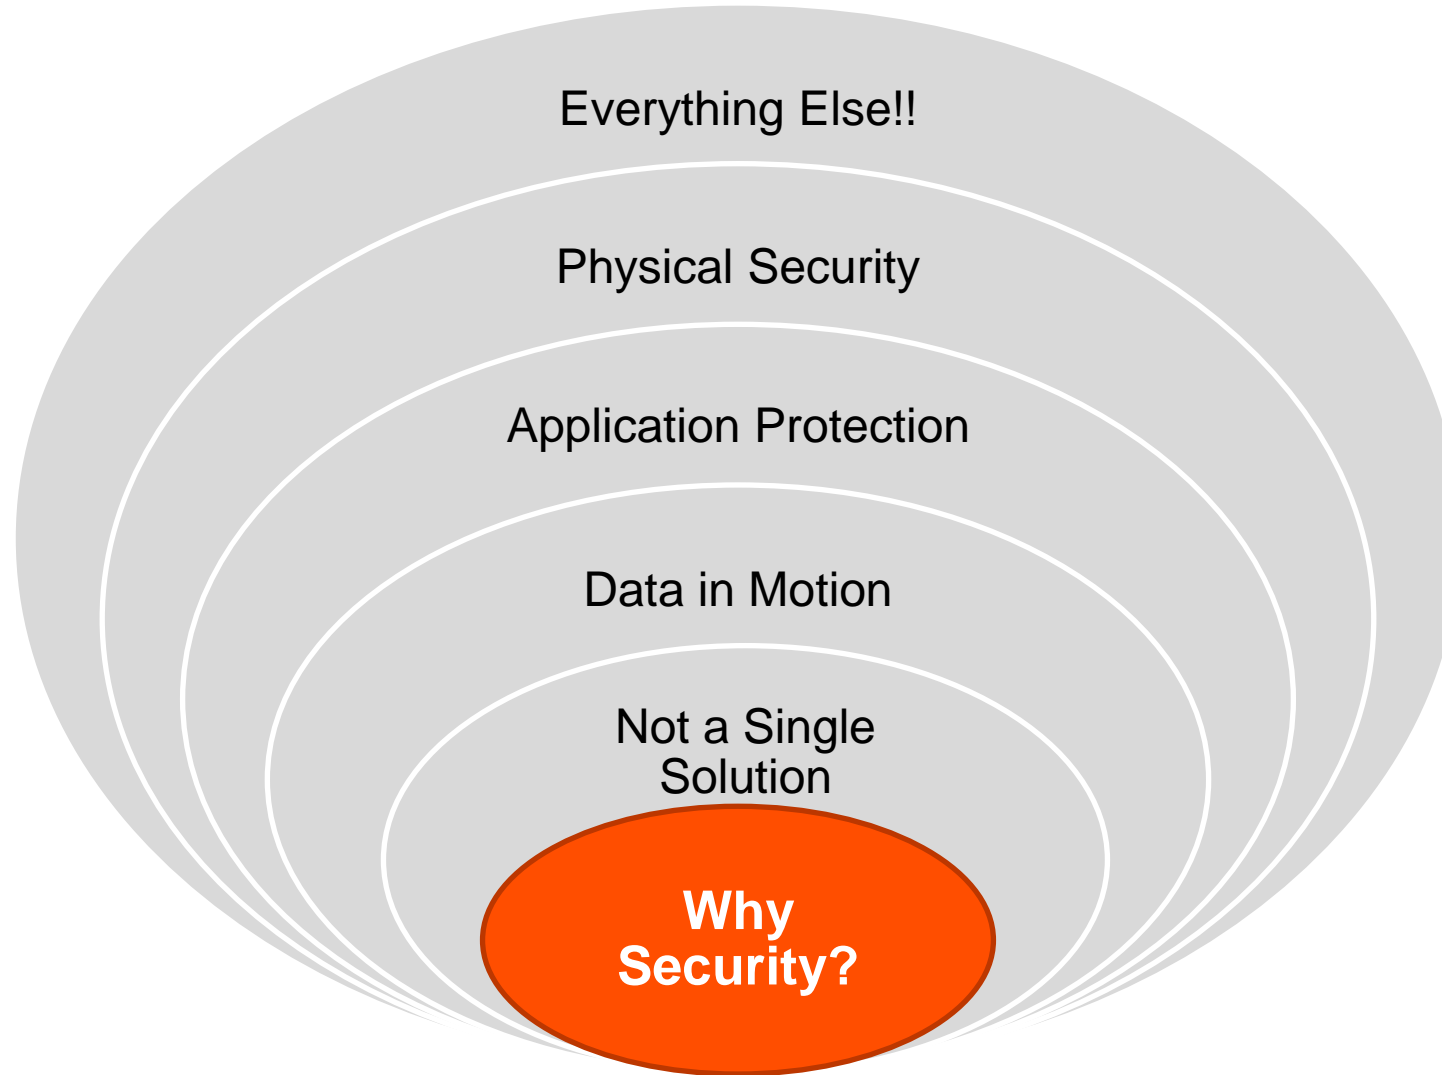 Everything Else!!
Physical Security
Application Protection
Data in Motion
Not a Single
Solution
Why
Security?